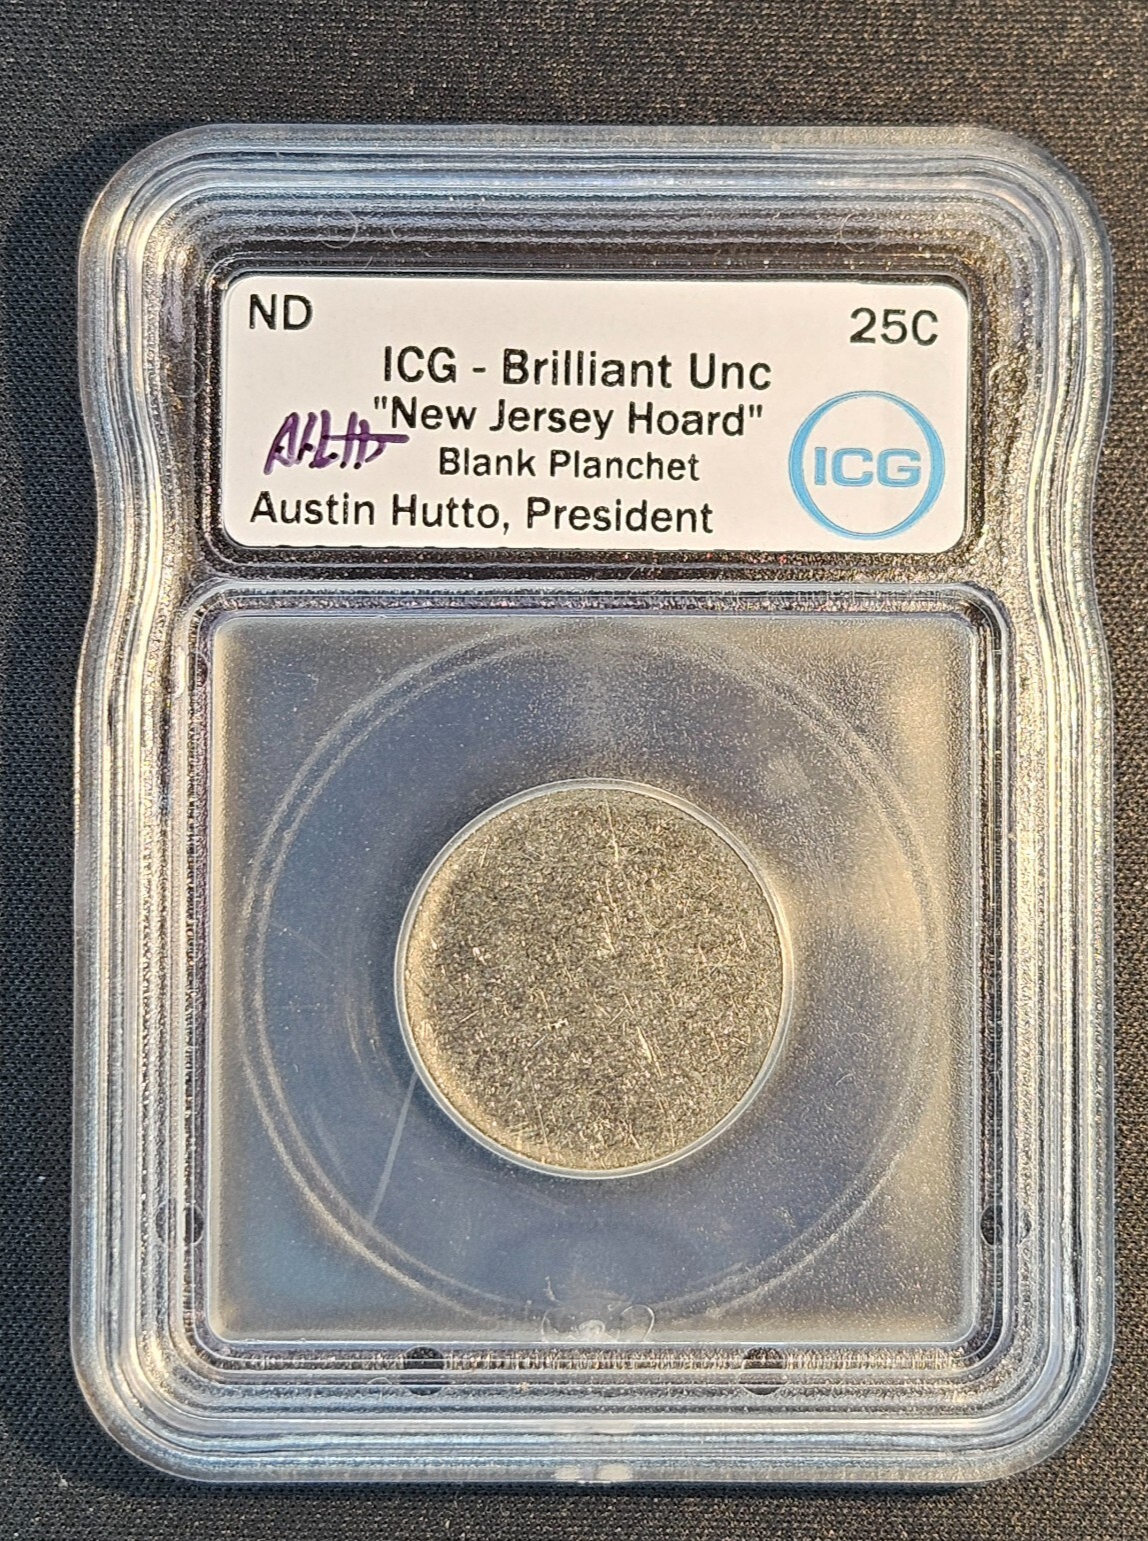 ND
25C
ICG - Brilliant Unc
"New Jersey Hoard"
Blank Planchet
Austin Hutto, President
ICG